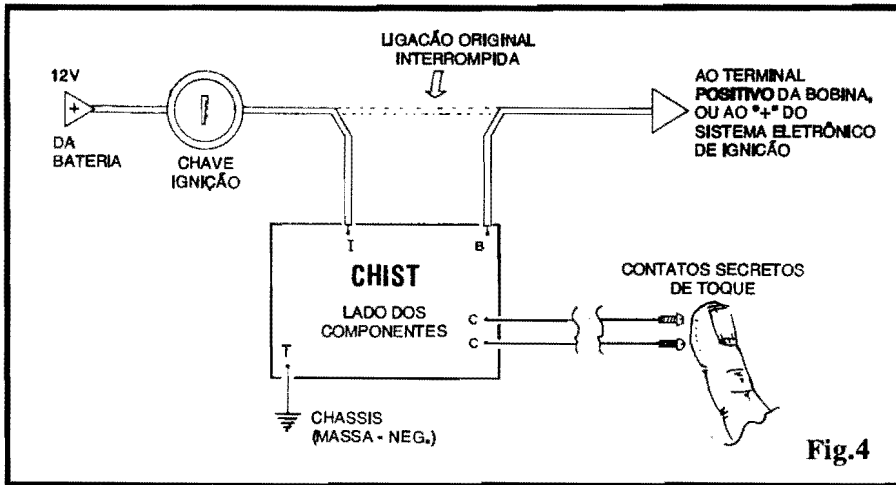 LIGACÃO ORIGINAL
INTERROMPIDA
12V
+
DA
BATERIA
CHAVE
IGNIÇÃO
AO TERMINAL
POSITIVO DA BOBINA,
OU AO "+" DO
SISTEMA ELETRÔNICO
DE IGNICÃO
I
B
CHIST
LADO DOS
COMPONENTES
C
C
T
CONTATOS SECRETOS
DE TOQUE
CHASSIS
(MASSA - NEG.)
Fig.4